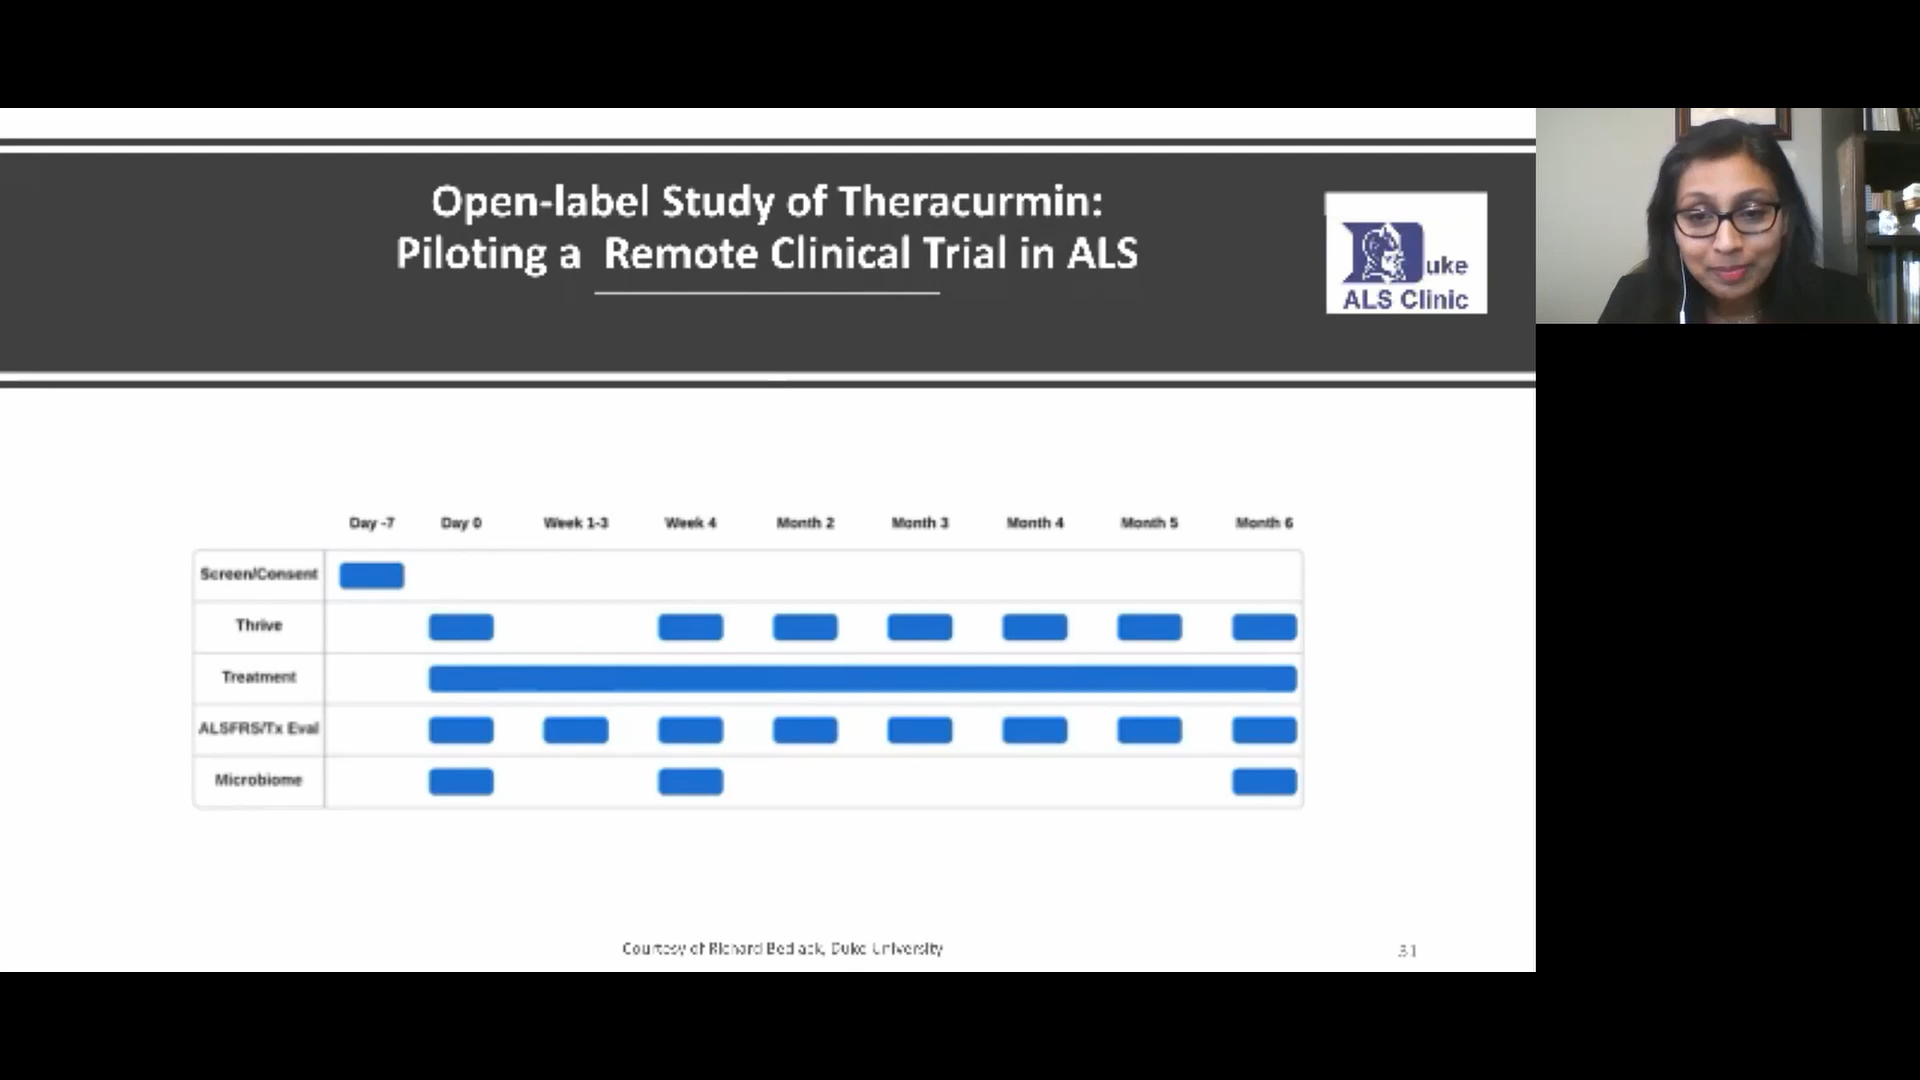 Open-label Study of Theracurmin:
Piloting a Remote Clinical Trial in ALS
Duke
ALS Clinic
Day -7 Day 0 Week 1-3 Week 4 Month 2 Month 3 Month 4 Month 5 Month 6
Screen/Consent
Thrive
Treatment
ALSFRS/Tx Eval
Microbiome
Courtesy of Richard Bedlack, Duke University
31